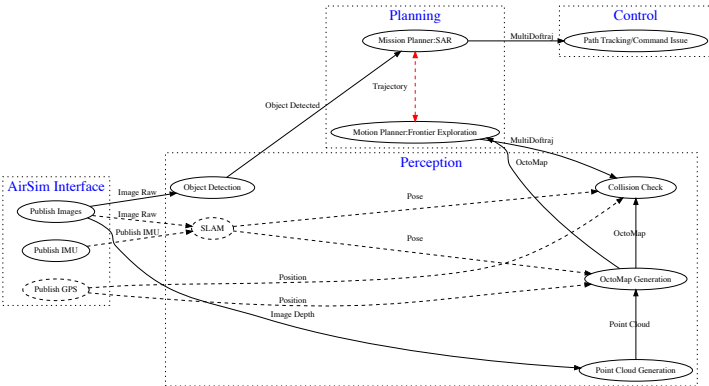 Planning
Control
Mission Planner:SAR
MultiDoftraj
Path Tracking/Command Issue
Trajectory
Object Detected
Motion Planner:Frontier Exploration
MultiDoftraj
Perception
OctoMap
AirSim Interface
Image Raw
Object Detection
Collision Check
Publish Images
Image Raw
Pose
SLAM
Publish IMU
Publish IMU
Pose
OctoMap
Position
OctoMap Generation
Publish GPS
Position
Image Depth
Point Cloud
Point Cloud Generation